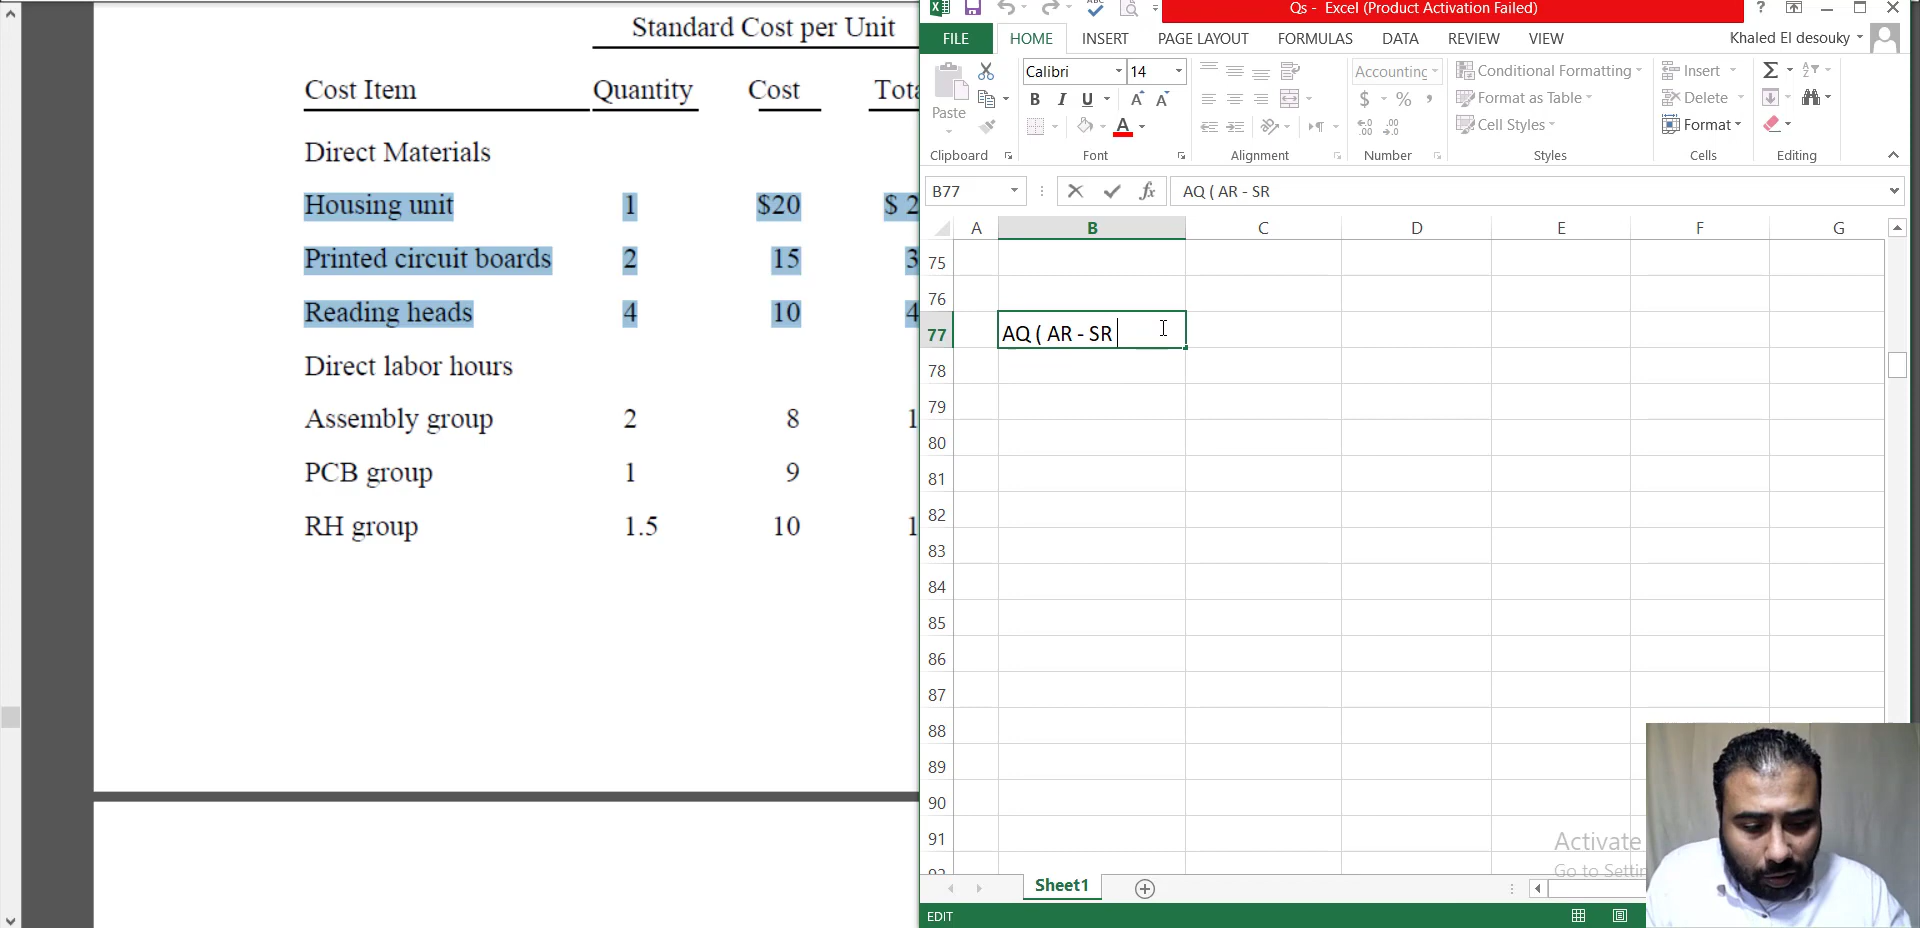 Standard Cost per Unit
Cost Item Quantity Cost Tota
Direct Materials
Housing unit 1 $20 $ 2
Printed circuit boards 2 15 3
Reading heads 4 10 4
Direct labor hours
Assembly group 2 8 1
PCB group 1 9
RH group 1.5 10 1
Qs - Excel (Product Activation Failed)
FILE HOME INSERT PAGE LAYOUT FORMULAS DATA REVIEW VIEW Khaled El desouky
Paste
Calibri 14
B I U
Accounting
$ % ,
Conditional Formatting
Format as Table
Cell Styles
Insert
Delete
Format
Clipboard Font Alignment Number Styles Cells Editing
B77 fx AQ ( AR - SR
A B C D E F G
75
76
77 AQ ( AR - SR
78
79
80
81
82
83
84
85
86
87
88
89
90
91
Activate
Go to Settin
Sheet1
EDIT